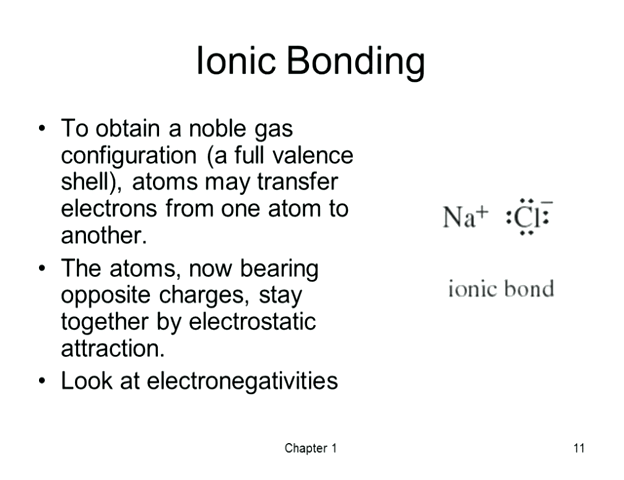 Ionic Bonding
• To obtain a noble gas
configuration (a full valence
shell), atoms may transfer
electrons from one atom to
another.
• The atoms, now bearing
opposite charges, stay
together by electrostatic
attraction.
• Look at electronegativities
Na⁺ :C̈l̤:⁻
ionic bond
Chapter 1
11